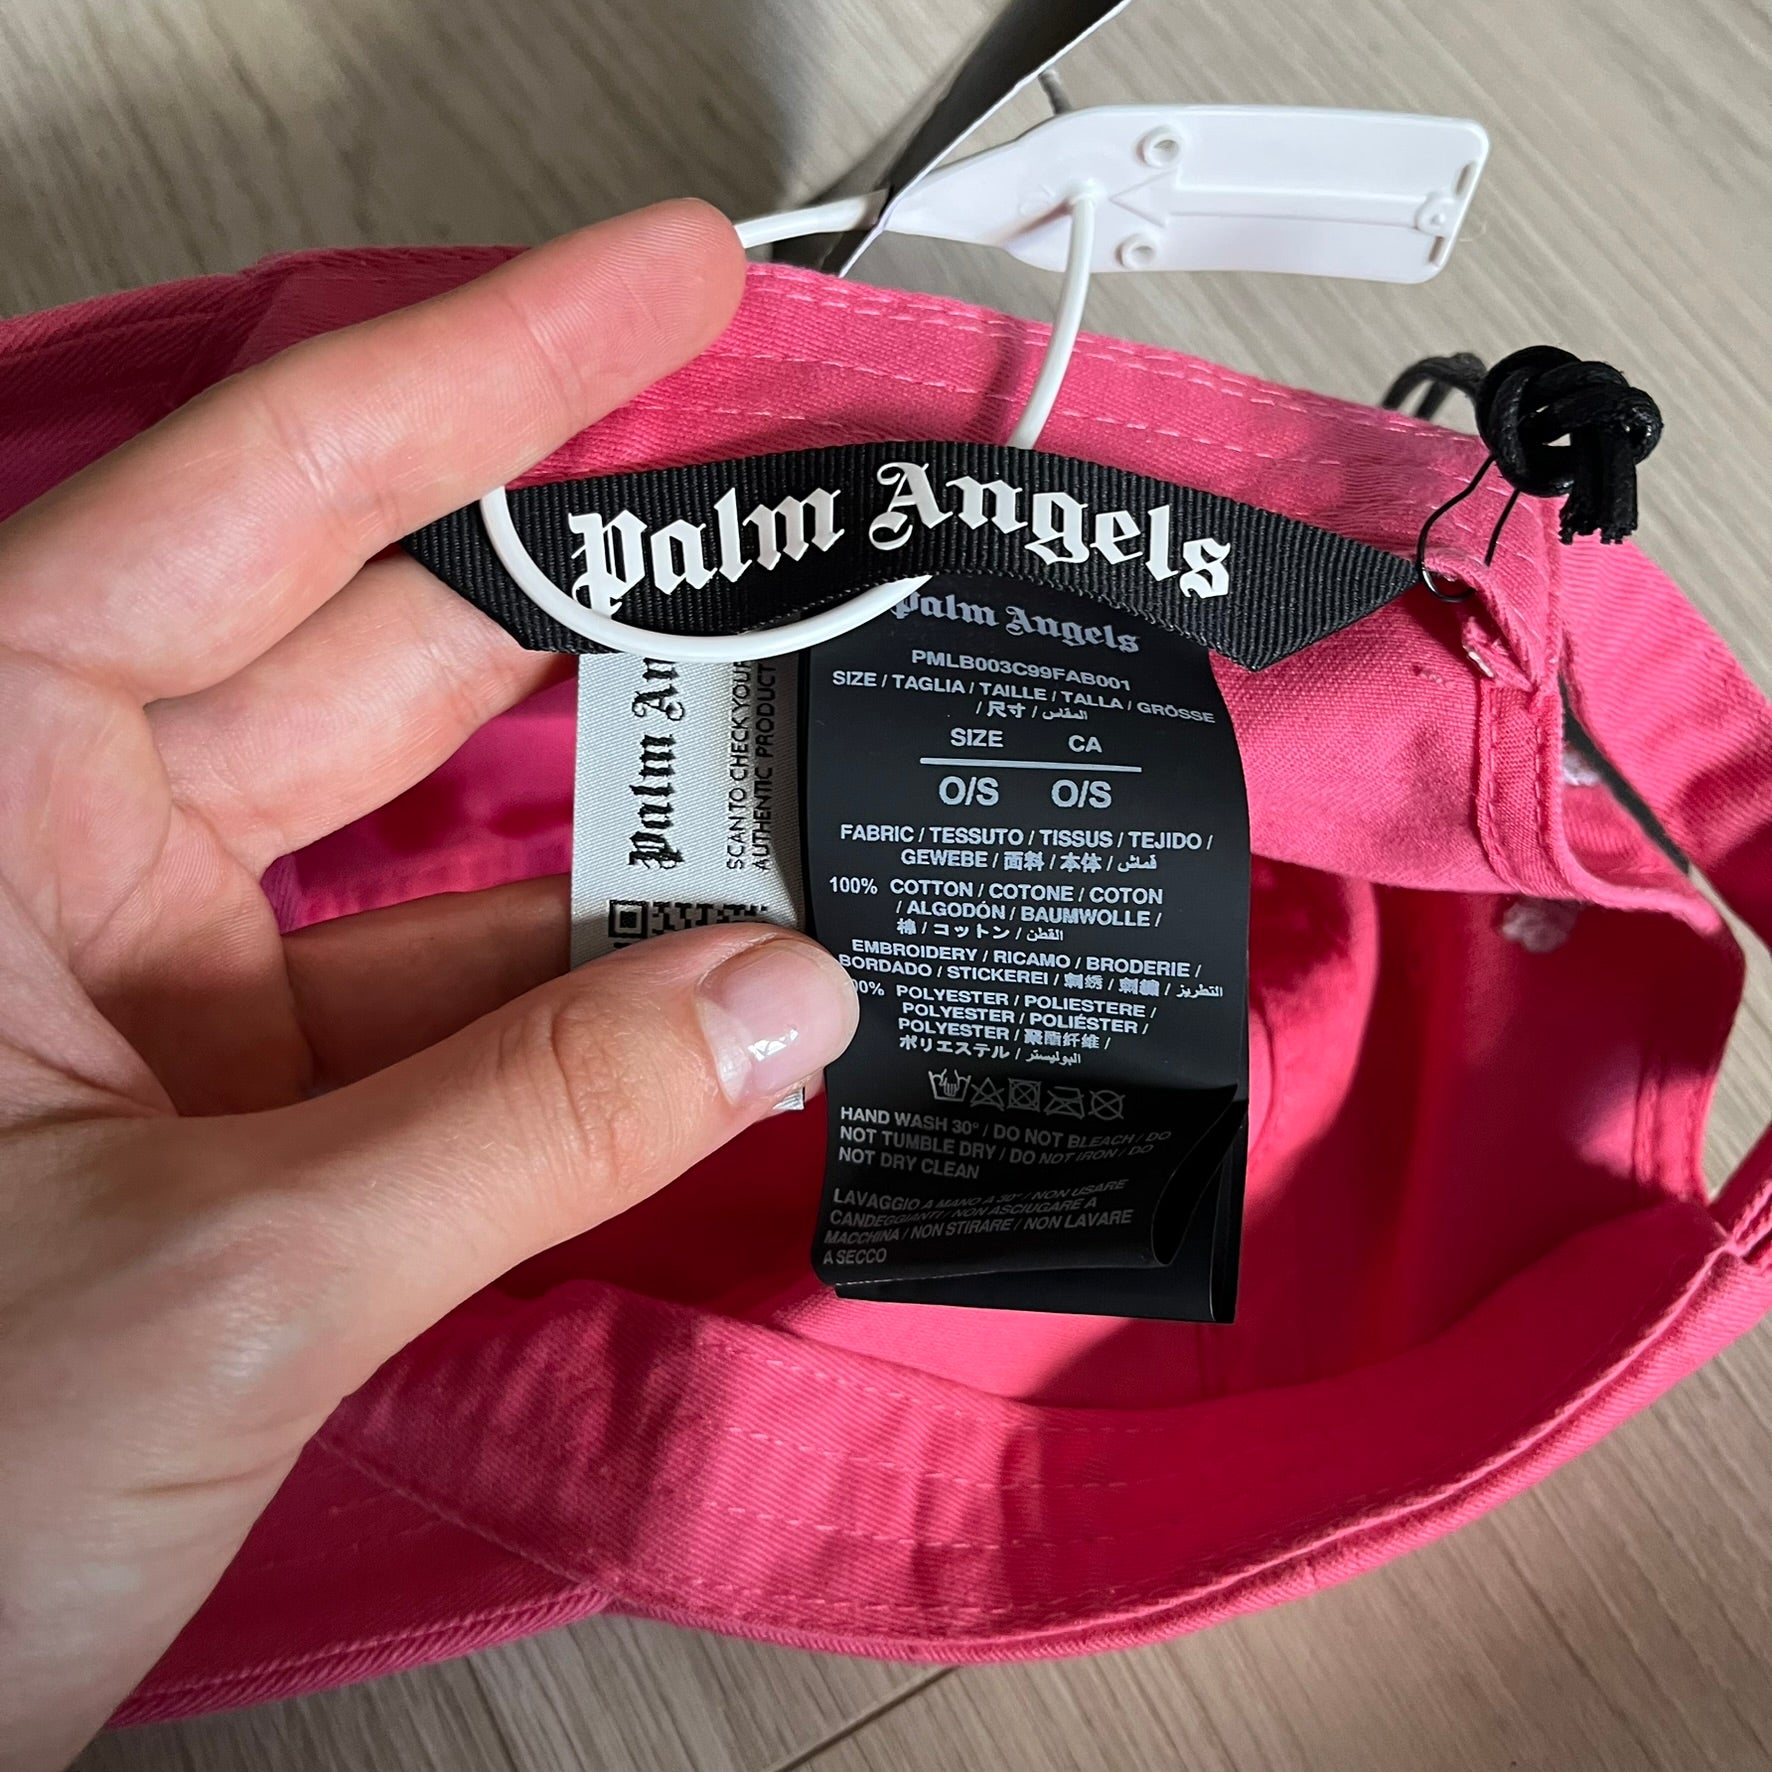 Palm Angels
Palm An
SCAN TO CHECK YOUR
AUTHENTIC PRODUCT
Palm Angels
PMLB003C99FAB001
SIZE / TAGLIA / TAILLE / TALLA / GRÖSSE
/ 尺寸 / المقاس
SIZE CA
O/S O/S
FABRIC / TESSUTO / TISSUS / TEJIDO /
GEWEBE / 面料 / 本体 / قماش
100% COTTON / COTONE / COTON
/ ALGODÓN / BAUMWOLLE /
棉 / コットン / القطن
EMBROIDERY / RICAMO / BRODERIE /
BORDADO / STICKEREI / 刺绣 / 刺繍 / التطريز
00% POLYESTER / POLIESTERE /
POLYESTER / POLIÉSTER /
POLYESTER / 聚酯纤维 /
ポリエステル / البوليستر
HAND WASH 30° / DO NOT BLEACH / DO
NOT TUMBLE DRY / DO NOT IRON / DO
NOT DRY CLEAN
LAVAGGIO A MANO A 30° / NON USARE
CANDEGGIANTI / NON ASCIUGARE A
MACCHINA / NON STIRARE / NON LAVARE
A SECCO